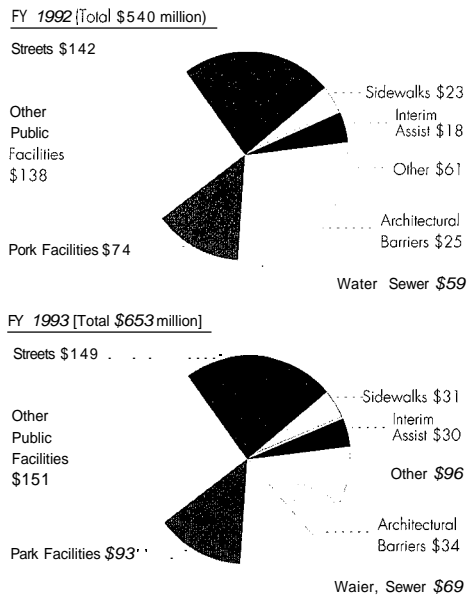 FY 1992 (Total $540 million)
Streets $142
Sidewalks $23
Interim
Assist $18
Other
Public
Facilities
$138
Other $61
Architectural
Barriers $25
Pork Facilities $74
Water Sewer $59
FY 1993 [Total $653 million]
Streets $149
Sidewalks $31
Interim
Assist $30
Other
Public
Facilities
$151
Other $96
Architectural
Barriers $34
Park Facilities $93
Waier, Sewer $69